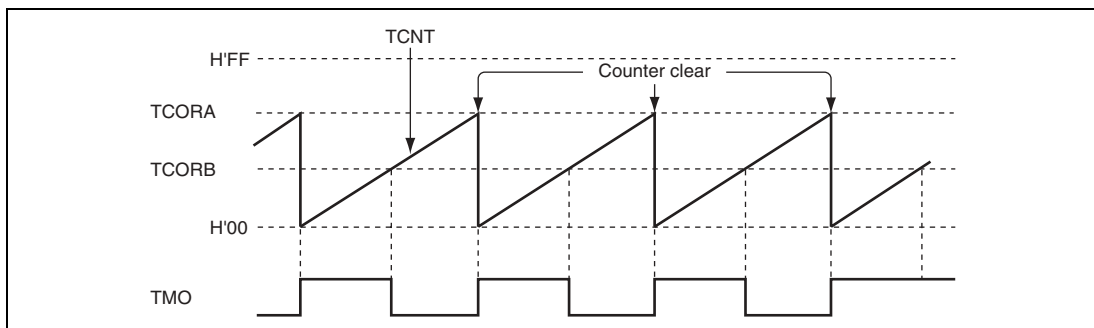 TCNT
H'FF
Counter clear
TCORA
TCORB
H'00
TMO